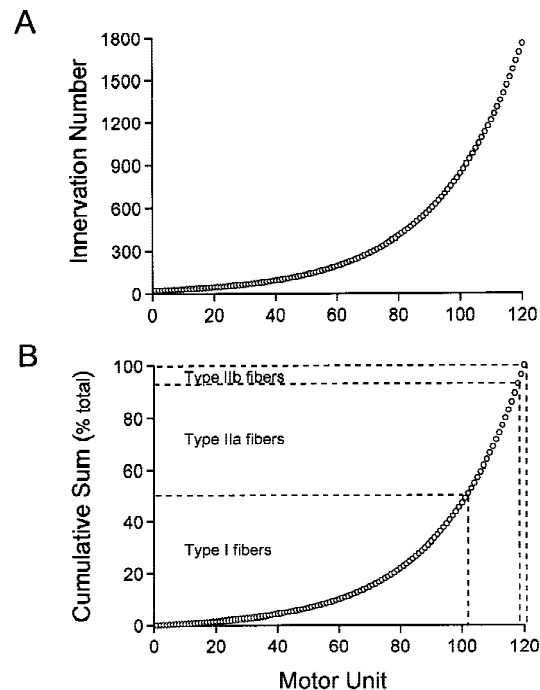 A
1800
1500
1200
900
600
300
0
Innervation Number
0 20 40 60 80 100 120
B
100
80
60
40
20
0
Cumulative Sum (% total)
Type IIb fibers
Type IIa fibers
Type I fibers
0 20 40 60 80 100 120
Motor Unit